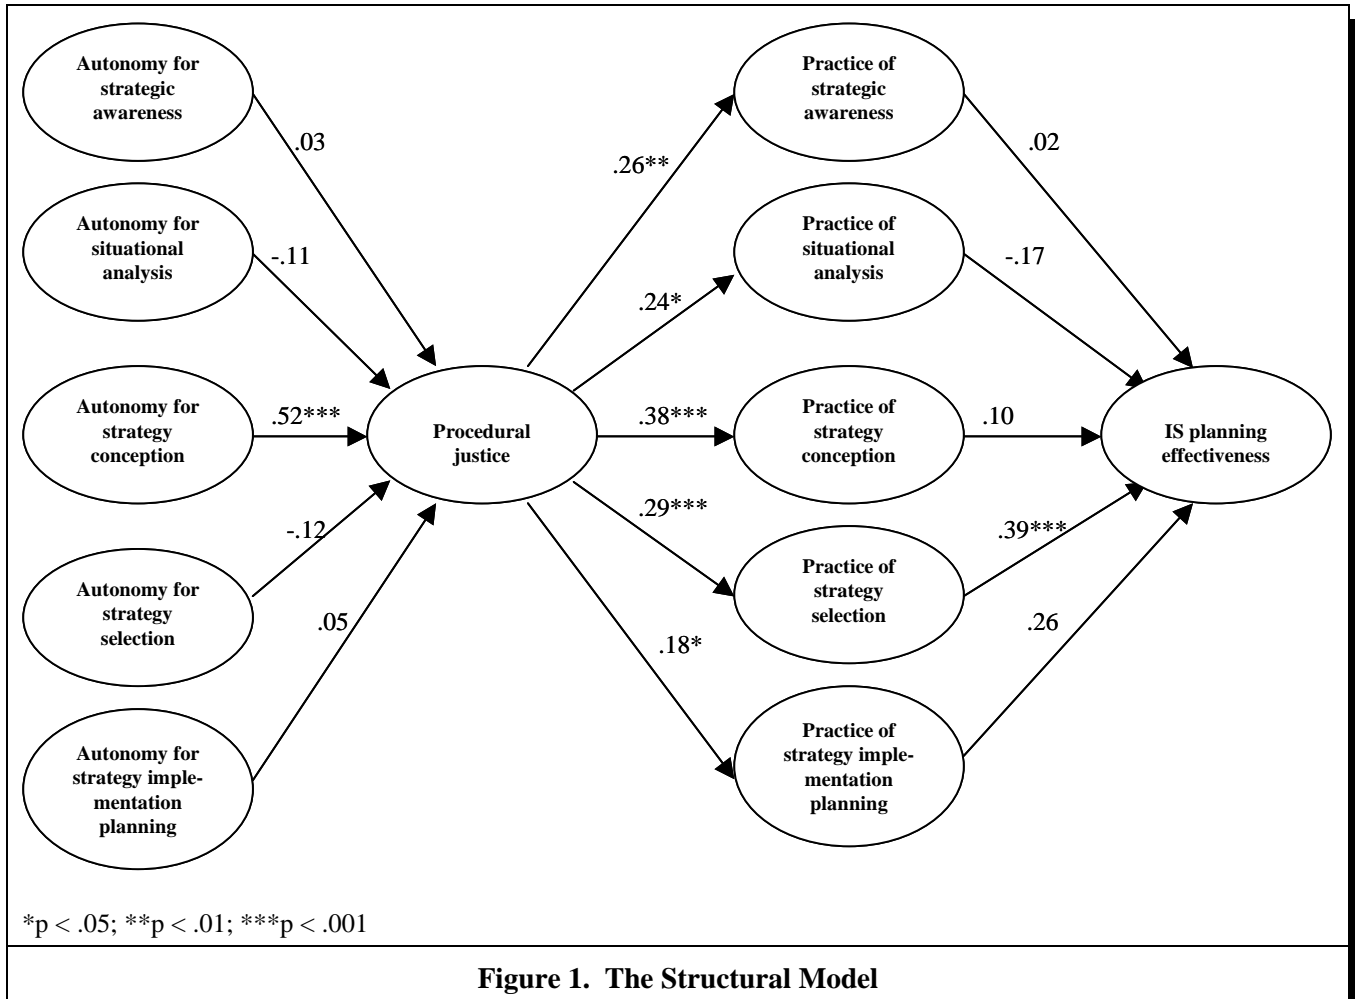 Autonomy for
strategic
awareness
.03
Autonomy for
situational
analysis
-.11
Autonomy for
strategy
conception
.52***
Autonomy for
strategy
selection
-.12
Autonomy for
strategy imple-
mentation
planning
.05
Procedural
justice
.26**
.24*
.38***
.29***
.18*
Practice of
strategic
awareness
.02
Practice of
situational
analysis
-.17
Practice of
strategy
conception
.10
Practice of
strategy
selection
.39***
Practice of
strategy imple-
mentation
planning
.26
IS planning
effectiveness
*p < .05; **p < .01; ***p < .001
Figure 1. The Structural Model